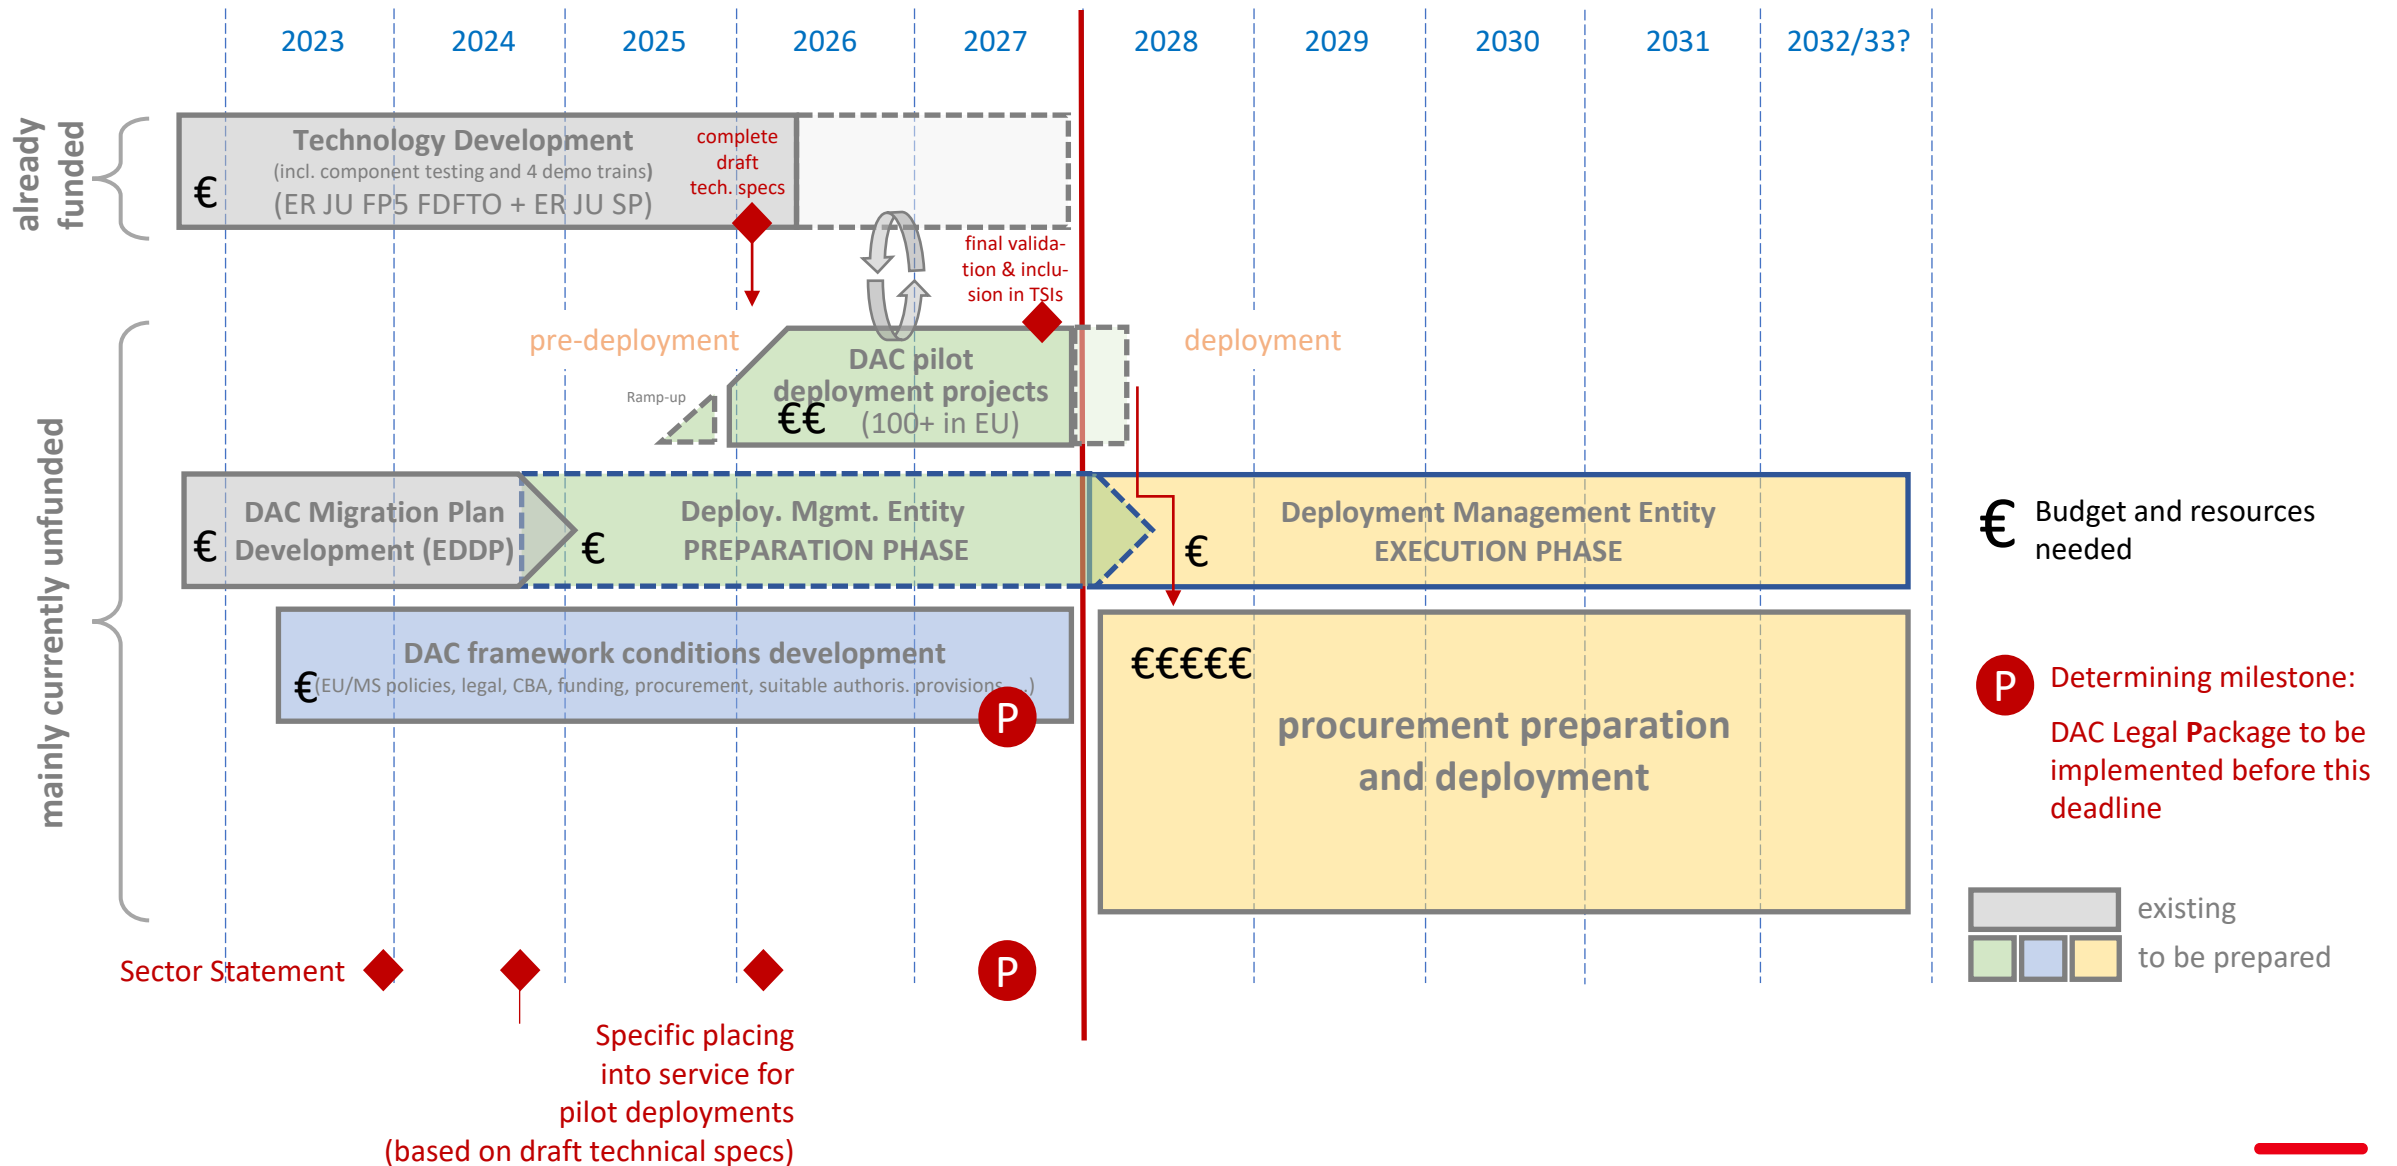 2023 2024 2025 2026 2027 2028 2029 2030 2031 2032/33?
already
funded
Technology Development
(incl. component testing and 4 demo trains)
(ER JU FP5 FDFTO + ER JU SP)
€
complete
draft
tech. specs
final valida-
tion & inclu-
sion in TSIs
pre-deployment
deployment
mainly currently unfunded
Ramp-up
DAC pilot
deployment projects
€€ (100+ in EU)
DAC Migration Plan
Development (EDDP)
€
Deploy. Mgmt. Entity
PREPARATION PHASE
€
Deployment Management Entity
EXECUTION PHASE
€
DAC framework conditions development
€ (EU/MS policies, legal, CBA, funding, procurement, suitable authoris. provisions, ...)
P
€€€€€
procurement preparation
and deployment
Sector Statement
P
Specific placing
into service for
pilot deployments
(based on draft technical specs)
€ Budget and resources
needed
P Determining milestone:
DAC Legal Package to be
implemented before this
deadline
existing
to be prepared